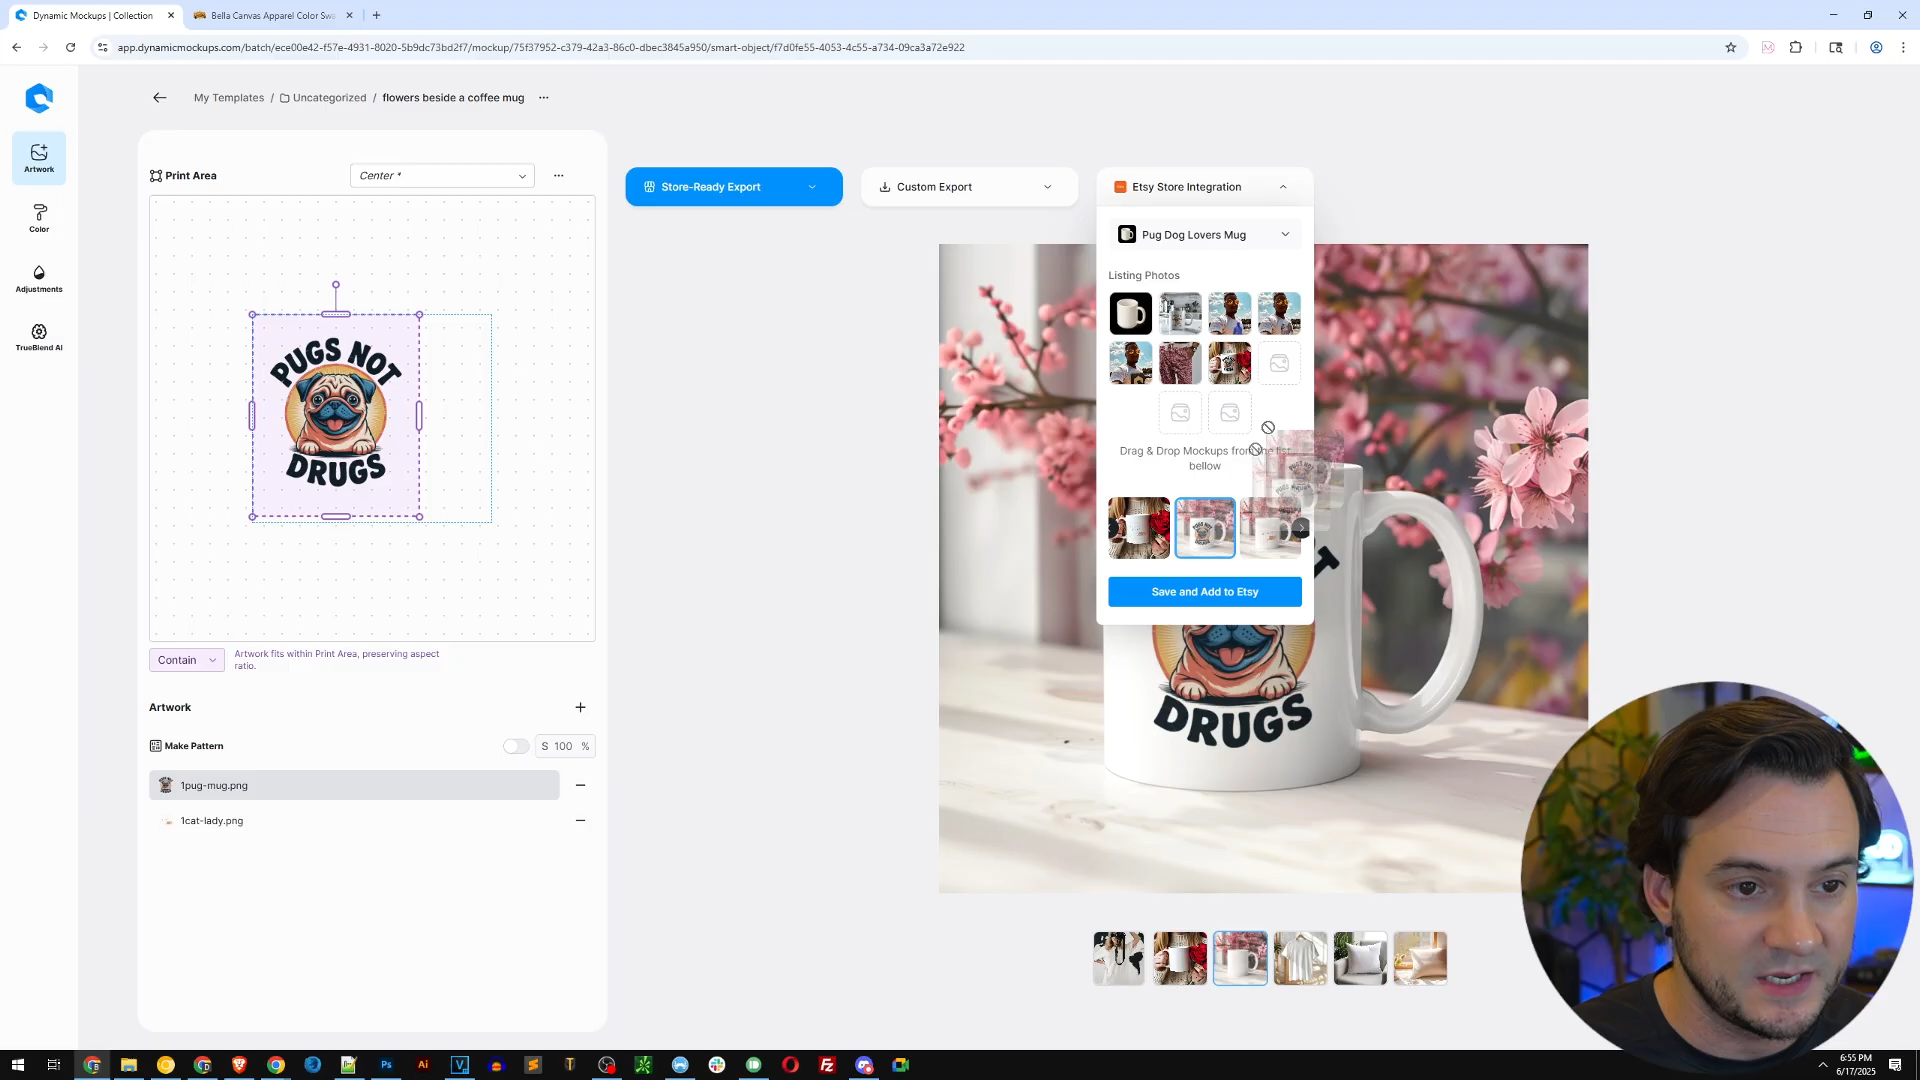 Dynamic Mockups | Collection
Bella Canvas Apparel Color Swa
app.dynamicmockups.com/batch/ece00e42-f57e-4931-8020-5b9dc73bd2f7/mockup/75f37952-c379-42a3-86c0-dbec3845a950/smart-object/f7d0fe55-4053-4c55-a734-09ca3a72e922
My Templates / Uncategorized / flowers beside a coffee mug
Artwork
Color
Adjustments
TrueBlend AI
Print Area
Center *
PUGS NOT
DRUGS
Contain
Artwork fits within Print Area, preserving aspect
ratio.
Artwork
Make Pattern
S 100 %
1pug-mug.png
1cat-lady.png
Store-Ready Export
Custom Export
Etsy Store Integration
Pug Dog Lovers Mug
Listing Photos
Drag & Drop Mockups from the list
bellow
Save and Add to Etsy
DRUGS
6:55 PM
6/17/2025